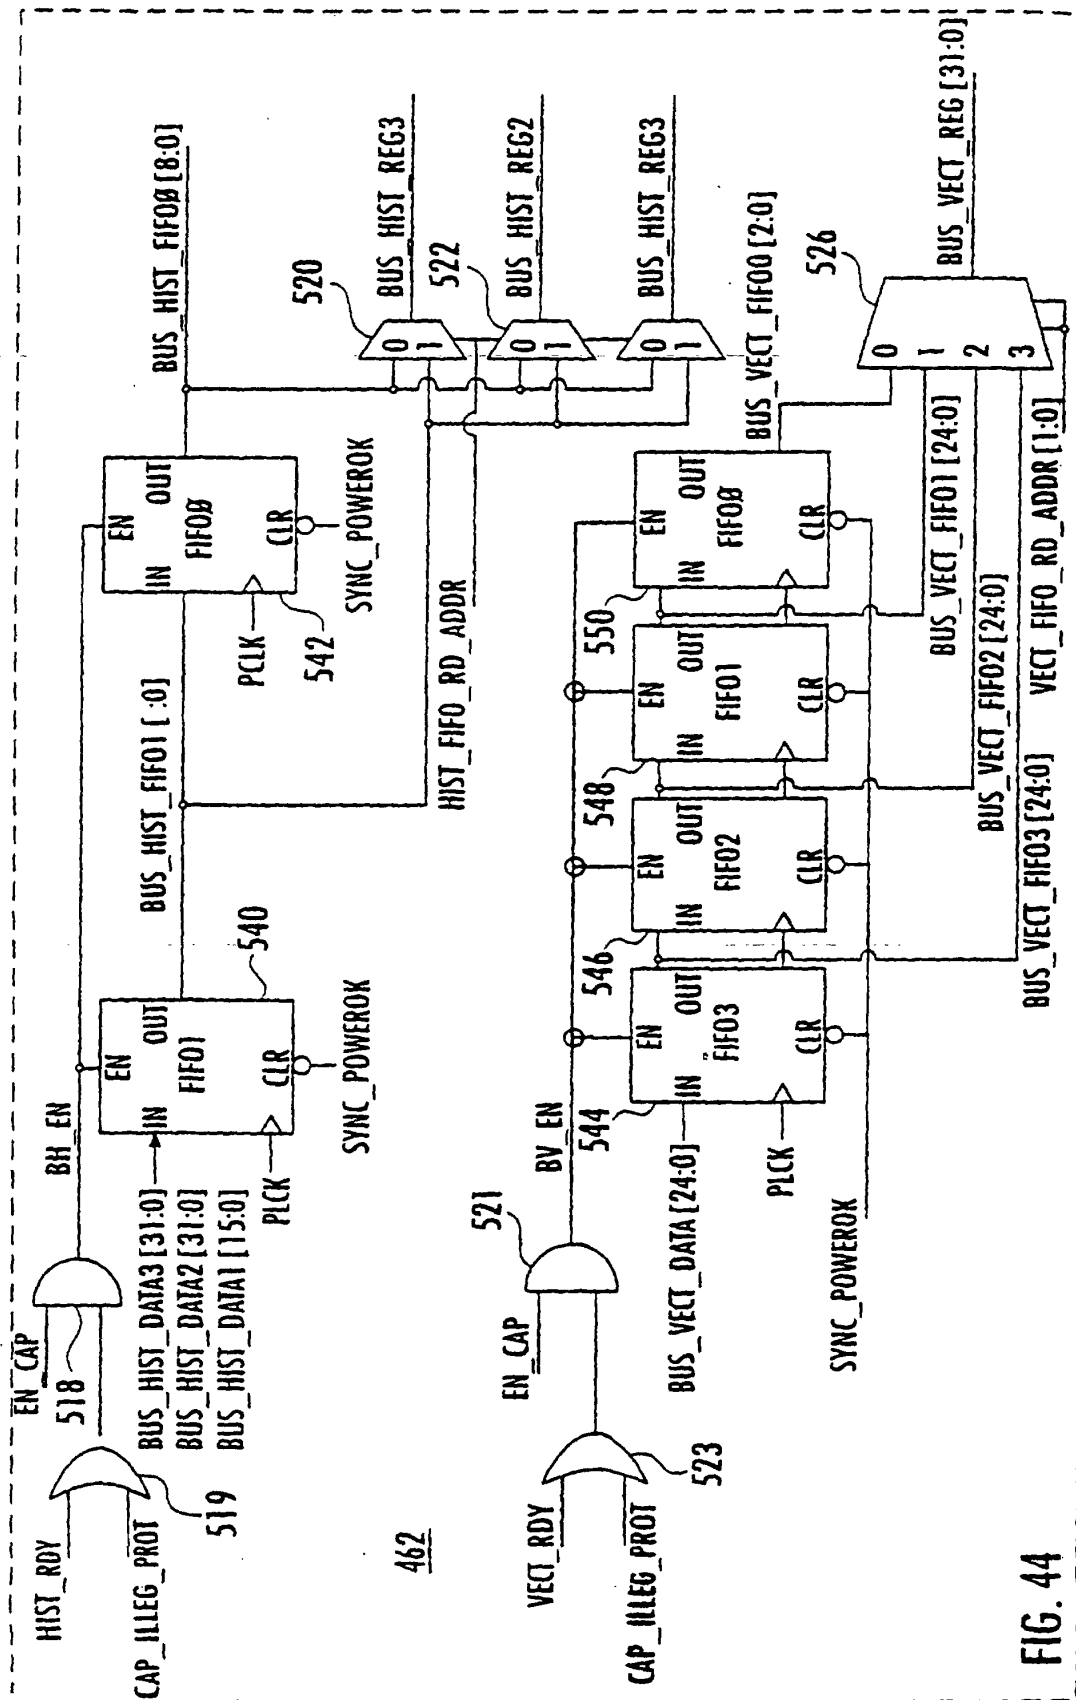 HIST_RDY
CAP_ILLEG_PROT
519
EN_CAP
518
BH_EN
BUS_HIST_DATA3 [31:0]
BUS_HIST_DATA2 [31:0]
BUS_HIST_DATA1 [15:0]
PLCK
EN
IN
OUT
FIFO1
CLR
540
SYNC_POWEROK
BUS_HIST_FIFO1 [ :0]
EN
IN
OUT
FIFOØ
CLR
PCLK
542
SYNC_POWEROK
BUS_HIST_FIFOØ [8:0]
HIST_FIFO_RD_ADDR
520
0
1
BUS_HIST_REG3
522
0
1
BUS_HIST_REG2
0
1
BUS_HIST_REG3
462
VECT_RDY
CAP_ILLEG_PROT
523
EN_CAP
521
BV_EN
BUS_VECT_DATA [24:0]
PLCK
SYNC_POWEROK
544
EN
IN
OUT
FIFO3
CLR
546
EN
IN
OUT
FIFO2
CLR
548
EN
IN
OUT
FIFO1
CLR
550
EN
IN
OUT
FIFOØ
CLR
BUS_VECT_FIFO0 [2:0]
BUS_VECT_FIFO1 [24:0]
BUS_VECT_FIFO2 [24:0]
BUS_VECT_FIFO3 [24:0]
VECT_FIFO_RD_ADDR [1:0]
526
0
1
2
3
BUS_VECT_REG [31:0]
FIG. 44